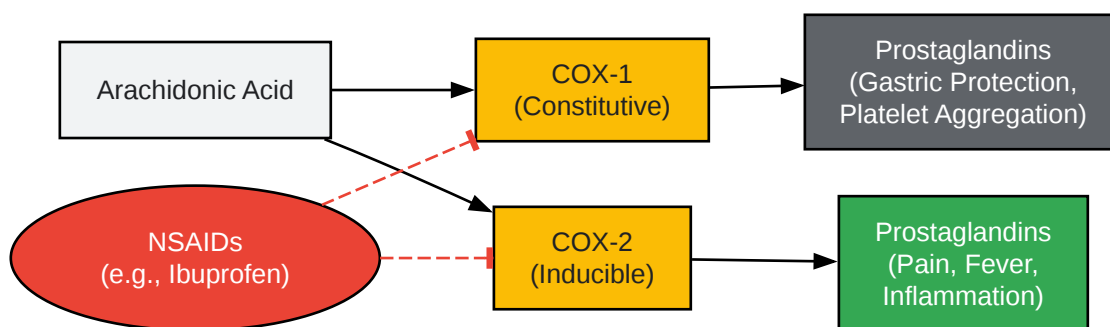 Arachidonic Acid
COX-1
(Constitutive)
Prostaglandins
(Gastric Protection,
Platelet Aggregation)
NSAIDs
(e.g., Ibuprofen)
COX-2
(Inducible)
Prostaglandins
(Pain, Fever,
Inflammation)